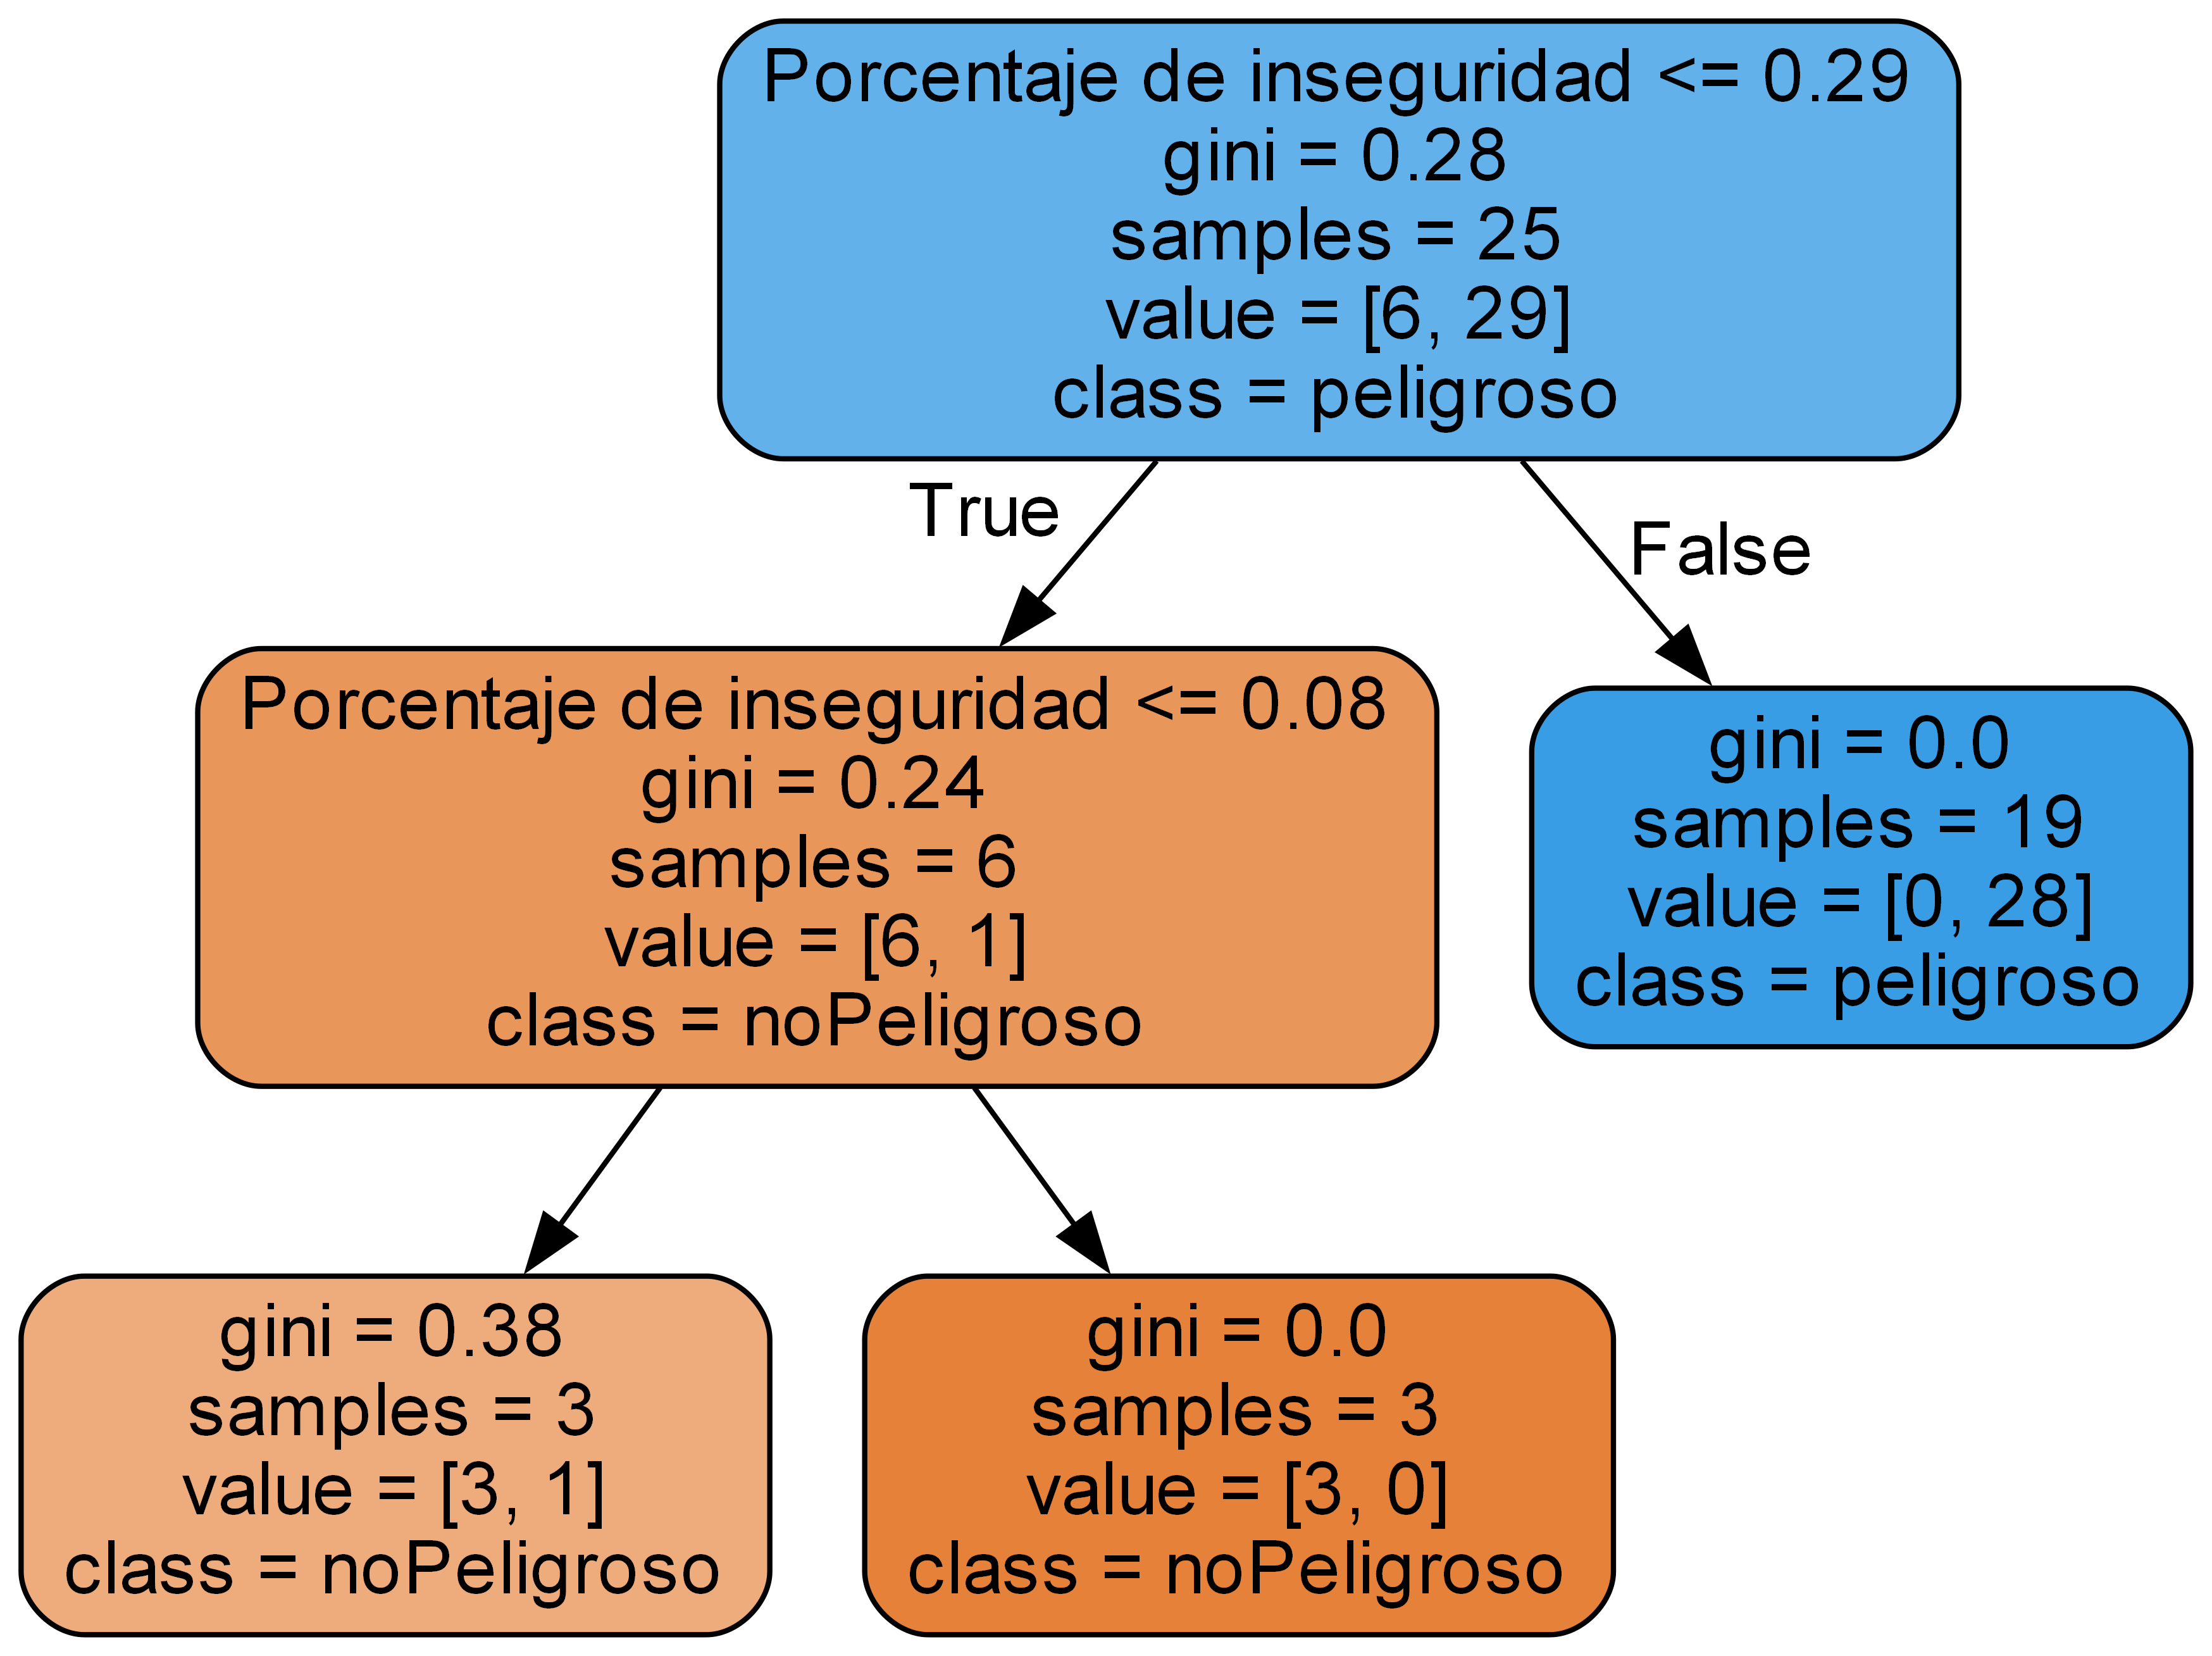 Porcentaje de inseguridad <= 0.29
gini = 0.28
samples = 25
value = [6, 29]
class = peligroso
True
False
Porcentaje de inseguridad <= 0.08
gini = 0.24
samples = 6
value = [6, 1]
class = noPeligroso
gini = 0.0
samples = 19
value = [0, 28]
class = peligroso
gini = 0.38
samples = 3
value = [3, 1]
class = noPeligroso
gini = 0.0
samples = 3
value = [3, 0]
class = noPeligroso